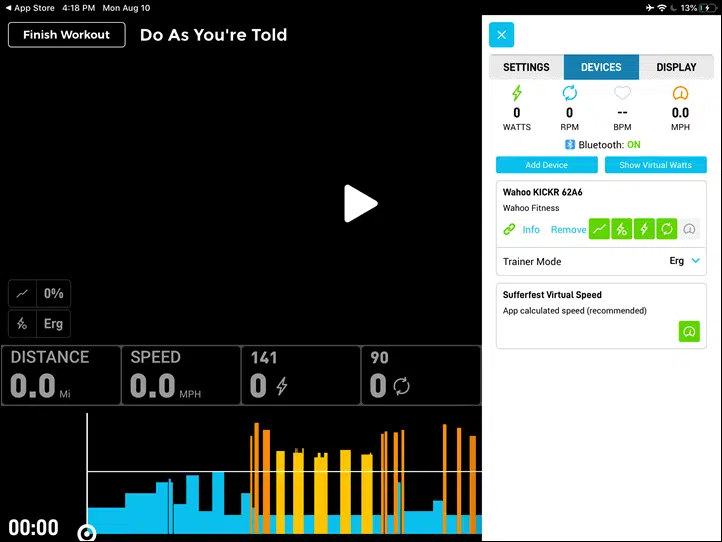 App Store 4:18 PM Mon Aug 10 13%
Finish Workout
Do As You're Told
0%
Erg
DISTANCE
0.0 Mi
SPEED
0.0 MPH
141
0
90
0
00:00
SETTINGS DEVICES DISPLAY
0 0 -- 0.0
WATTS RPM BPM MPH
Bluetooth: ON
Add Device Show Virtual Watts
Wahoo KICKR 62A6
Wahoo Fitness
Info Remove
Trainer Mode Erg
Sufferfest Virtual Speed
App calculated speed (recommended)